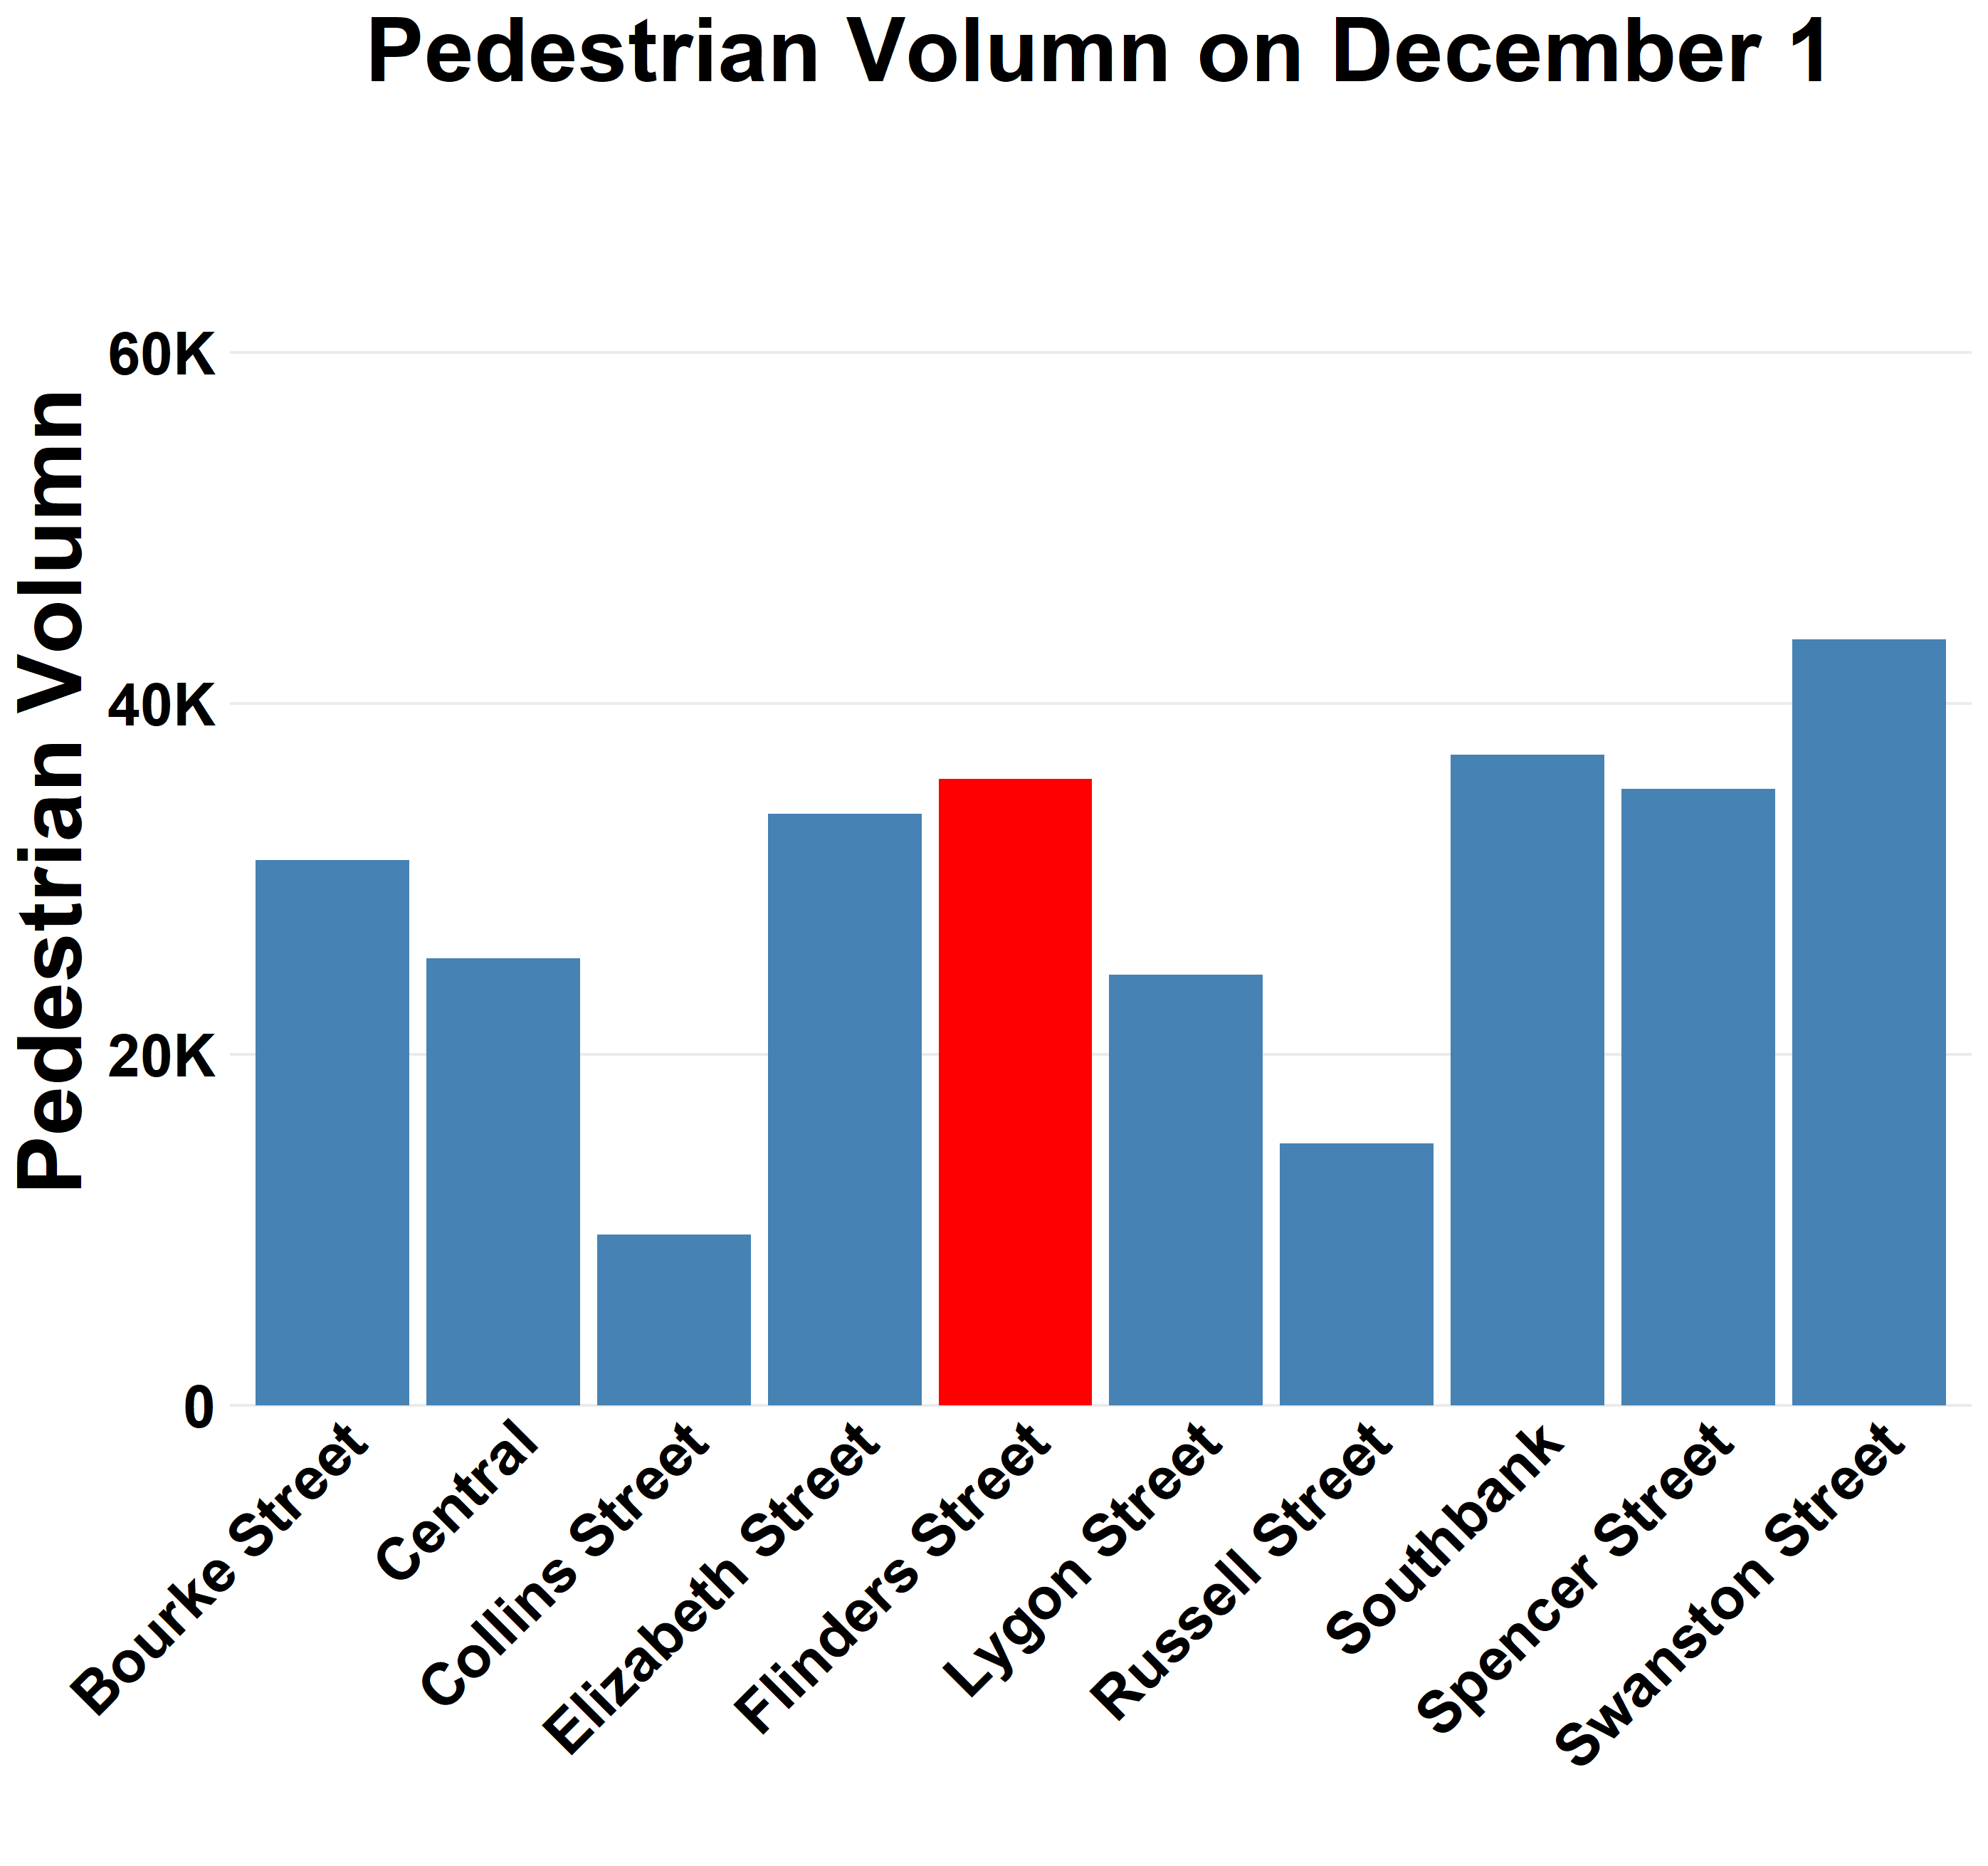 Pedestrian Volumn on December 1
Pedestrian Volumn
60K
40K
20K
0
Bourke Street
Central
Collins Street
Elizabeth Street
Flinders Street
Lygon Street
Russell Street
Southbank
Spencer Street
Swanston Street